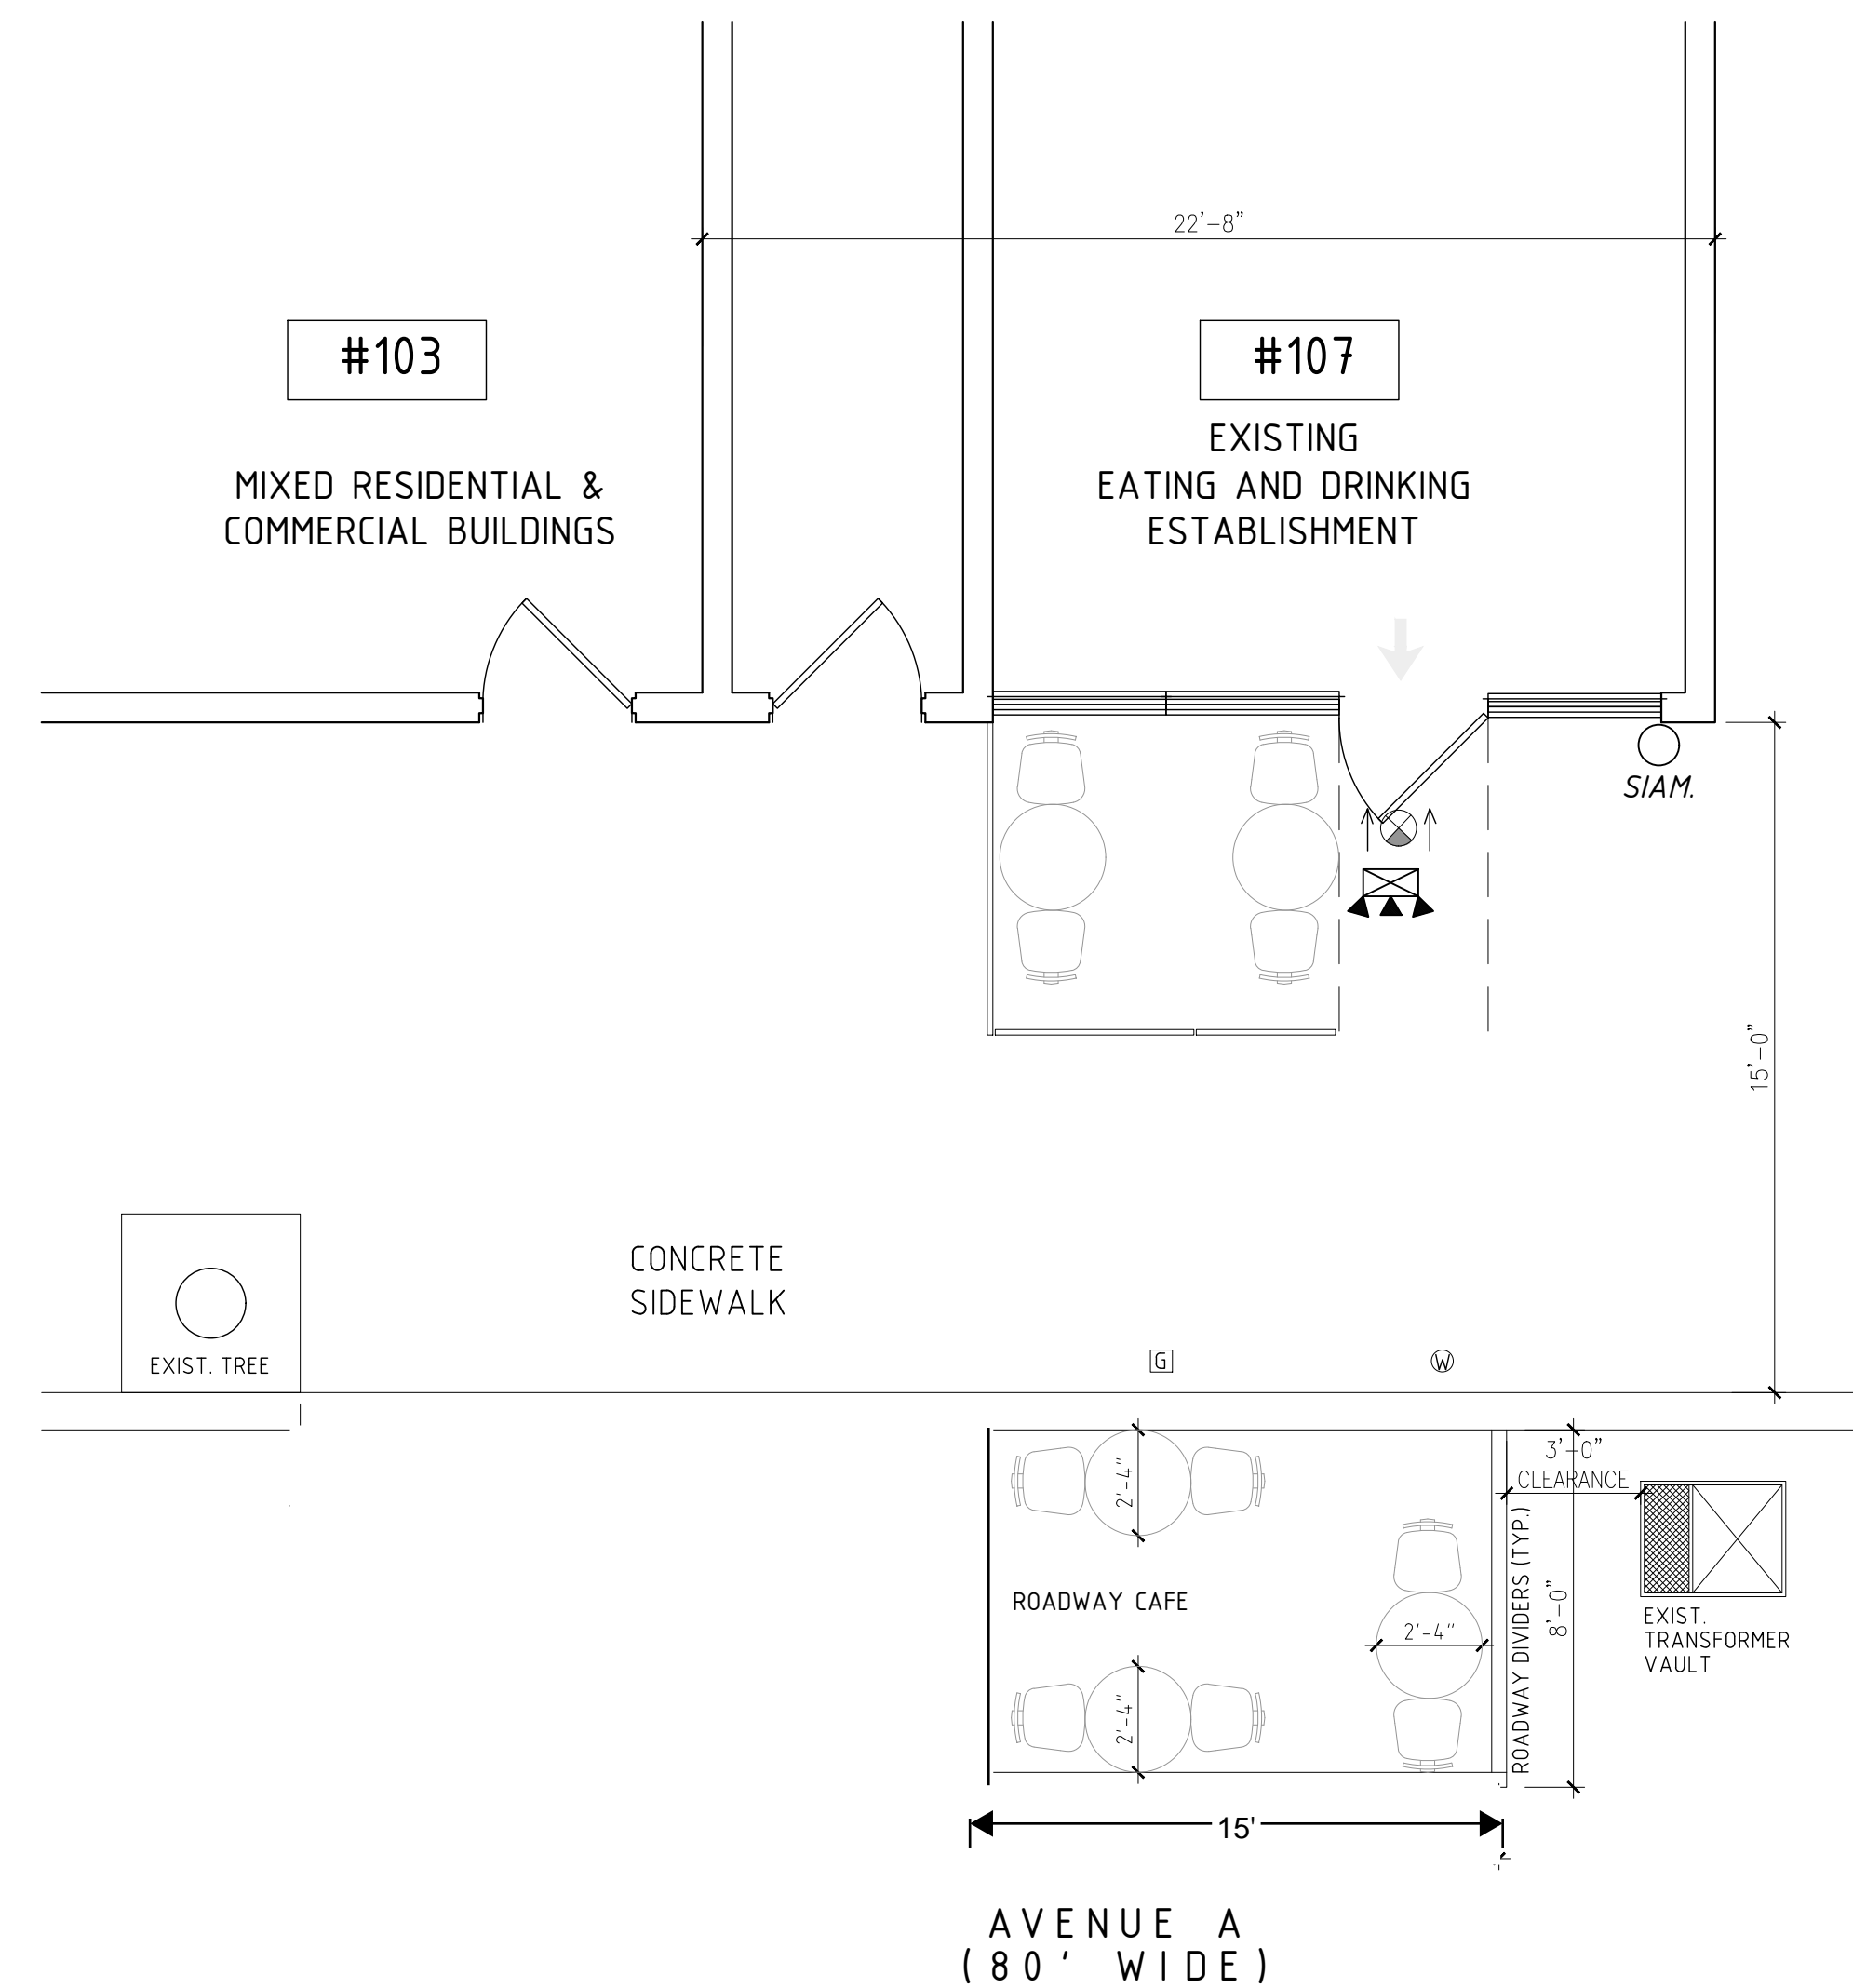 22'-8"
#103
#107
MIXED RESIDENTIAL &
COMMERCIAL BUILDINGS
EXISTING
EATING AND DRINKING
ESTABLISHMENT
SIAM.
15'-0"
CONCRETE
SIDEWALK
EXIST. TREE
G
W
3'-0"
CLEARANCE
2'-4"
ROADWAY CAFE
2'-4"
2'-4"
ROADWAY DIVIDERS (TYP.)
8'-0"
EXIST.
TRANSFORMER
VAULT
15'
AVENUE A
(80' WIDE)